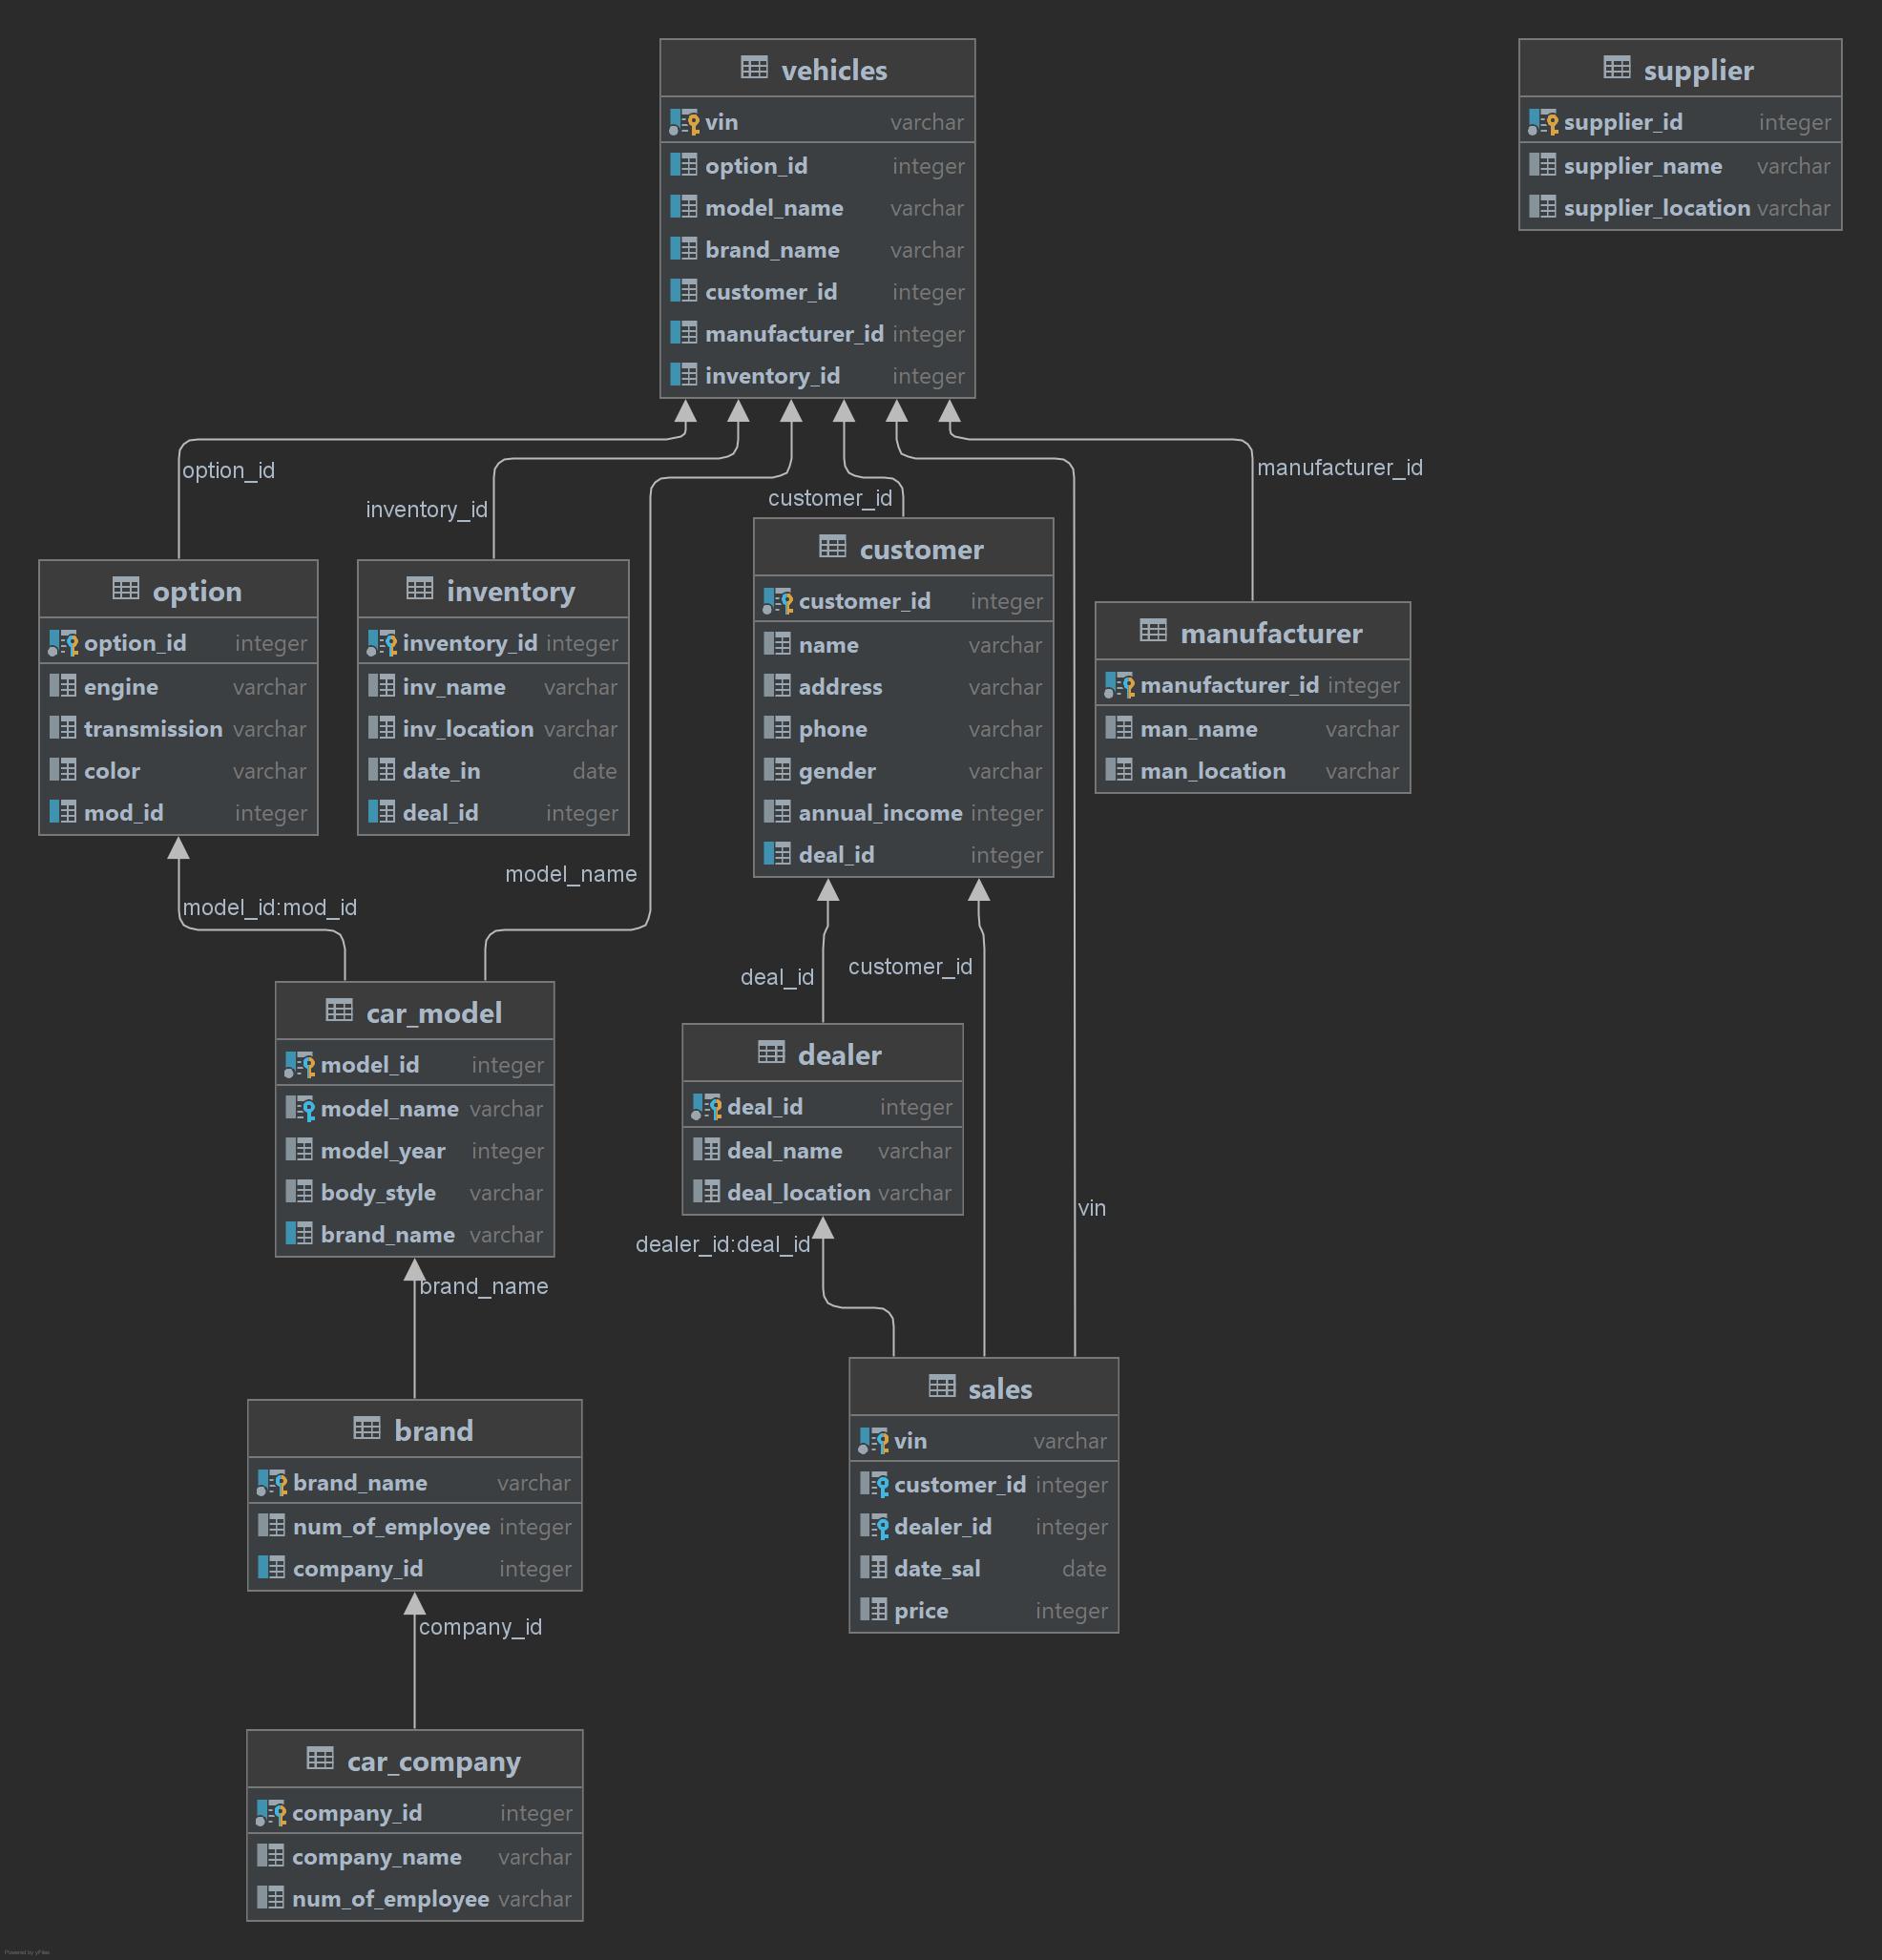 vehicles
vin varchar
option_id integer
model_name varchar
brand_name varchar
customer_id integer
manufacturer_id integer
inventory_id integer
supplier
supplier_id integer
supplier_name varchar
supplier_location varchar
option_id
inventory_id
customer_id
manufacturer_id
option
option_id integer
engine varchar
transmission varchar
color varchar
mod_id integer
inventory
inventory_id integer
inv_name varchar
inv_location varchar
date_in date
deal_id integer
customer
customer_id integer
name varchar
address varchar
phone varchar
gender varchar
annual_income integer
deal_id integer
manufacturer
manufacturer_id integer
man_name varchar
man_location varchar
model_name
model_id:mod_id
deal_id
customer_id
car_model
model_id integer
model_name varchar
model_year integer
body_style varchar
brand_name varchar
dealer
deal_id integer
deal_name varchar
deal_location varchar
vin
dealer_id:deal_id
brand_name
sales
vin varchar
customer_id integer
dealer_id integer
date_sal date
price integer
brand
brand_name varchar
num_of_employee integer
company_id integer
company_id
car_company
company_id integer
company_name varchar
num_of_employee varchar
Powered by yFiles